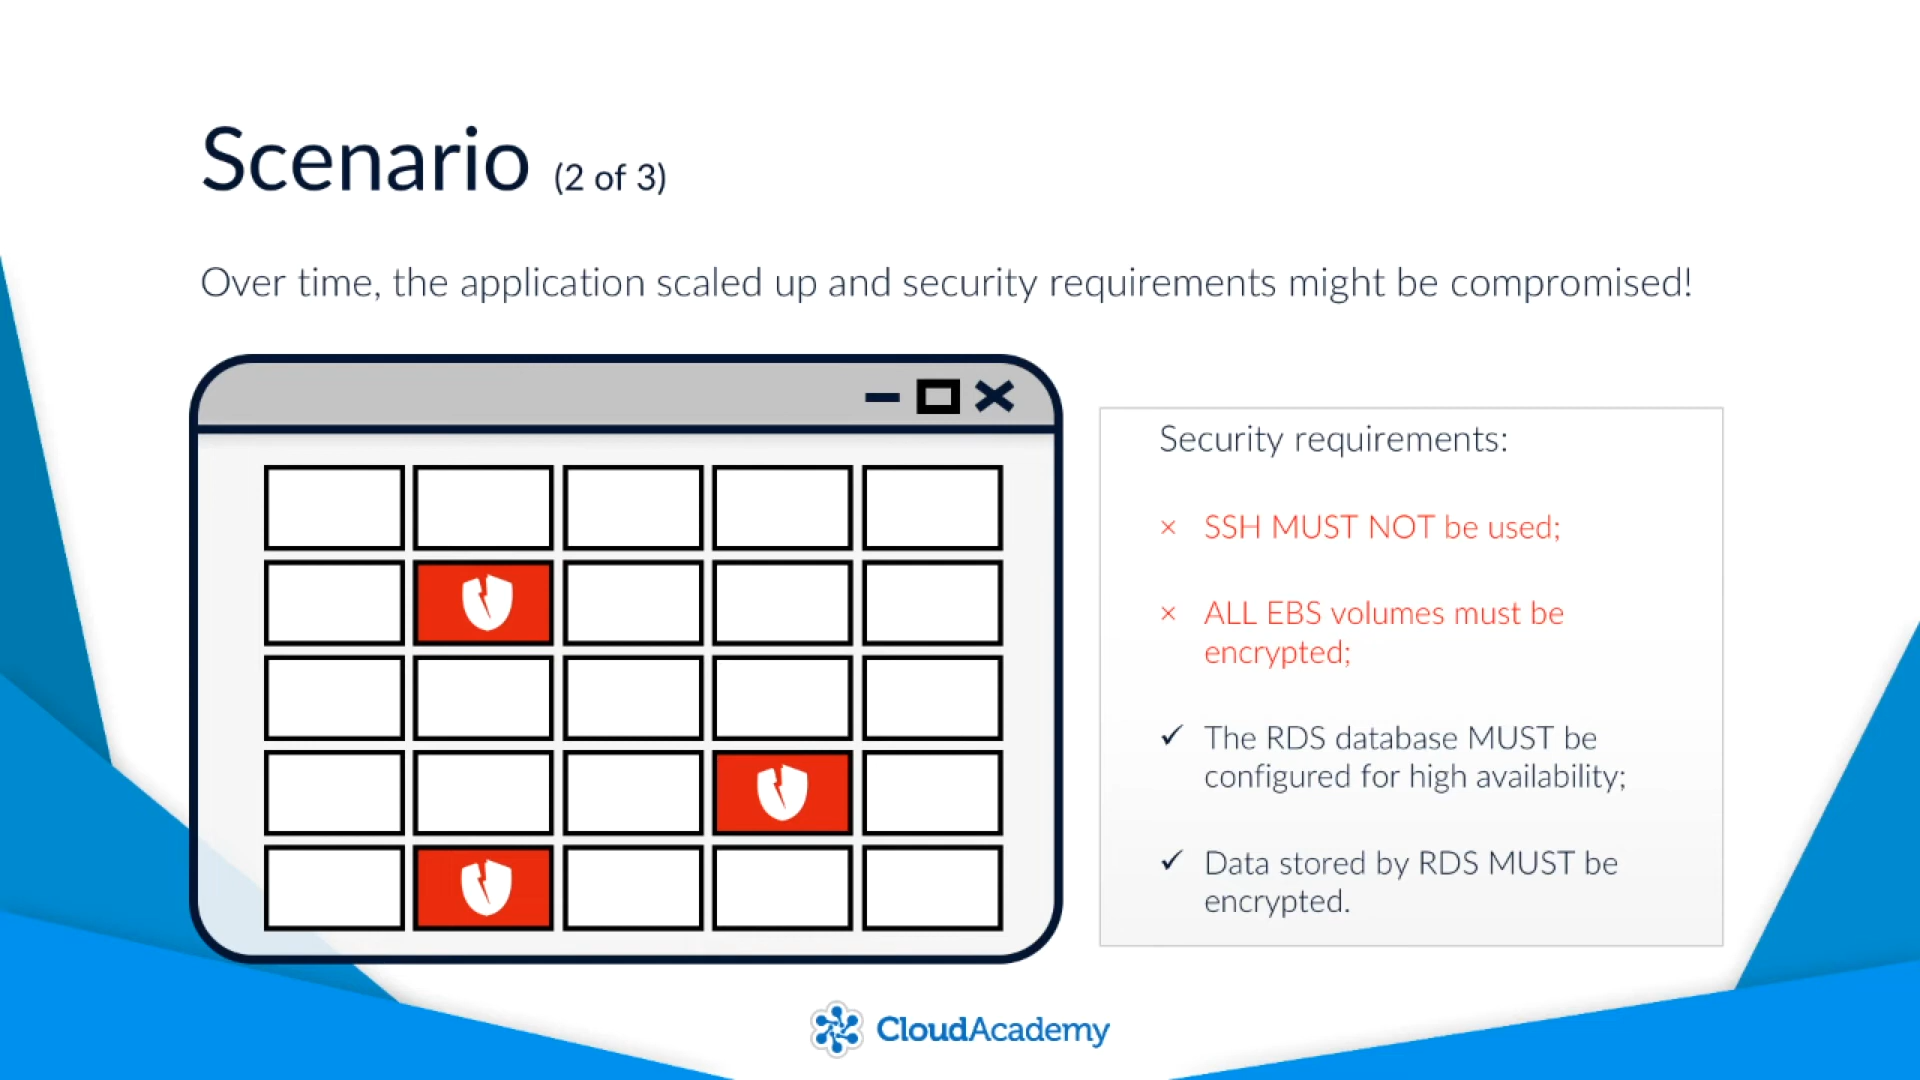 Scenario (2 of 3)
Over time, the application scaled up and security requirements might be compromised!
Security requirements:
× SSH MUST NOT be used;
× ALL EBS volumes must be
encrypted;
✓ The RDS database MUST be
configured for high availability;
✓ Data stored by RDS MUST be
encrypted.
CloudAcademy